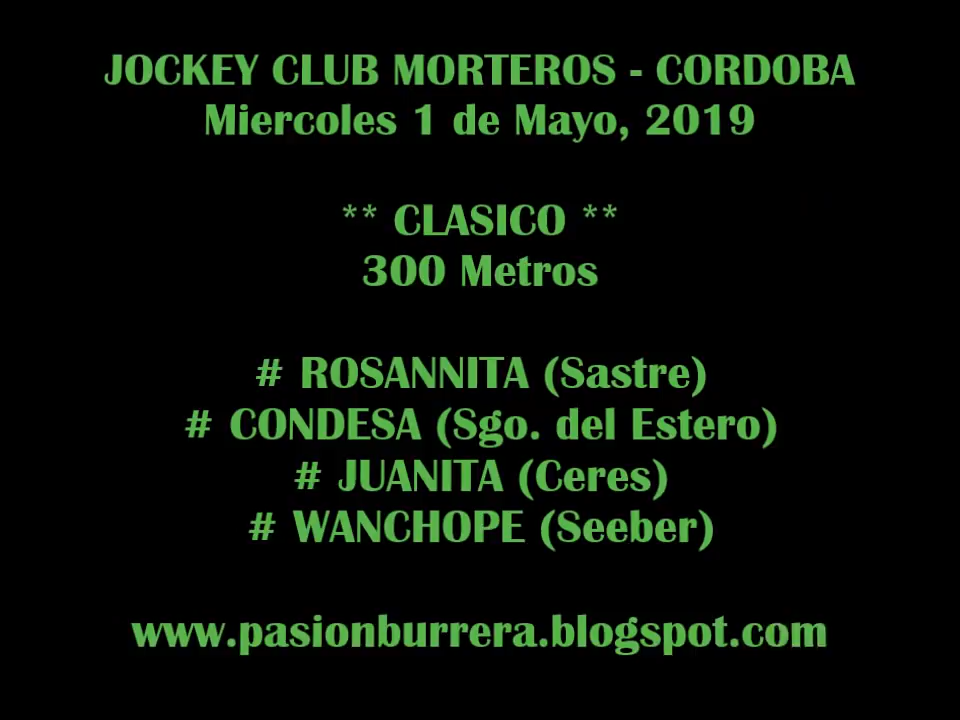 JOCKEY CLUB MORTEROS - CORDOBA
Miercoles 1 de Mayo, 2019
** CLASICO **
300 Metros
# ROSANNITA (Sastre)
# CONDESA (Sgo. del Estero)
# JUANITA (Ceres)
# WANCHOPE (Seeber)
www.pasionburrera.blogspot.com